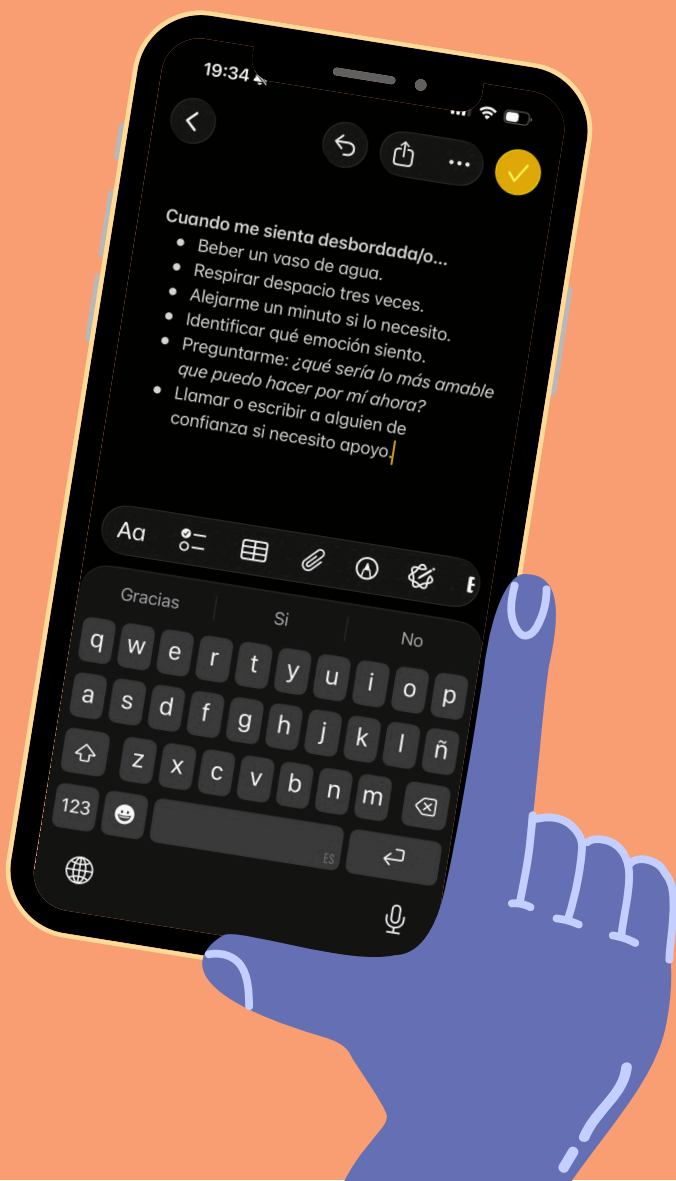 19:34
Cuando me sienta desbordada/o...
• Beber un vaso de agua.
• Respirar despacio tres veces.
• Alejarme un minuto si lo necesito.
• Identificar qué emoción siento.
• Preguntarme: ¿qué sería lo más amable
que puedo hacer por mí ahora?
• Llamar o escribir a alguien de
confianza si necesito apoyo.
Aa
Gracias Si No
q w e r t y u i o p
a s d f g h j k l ñ
z x c v b n m
123
ES